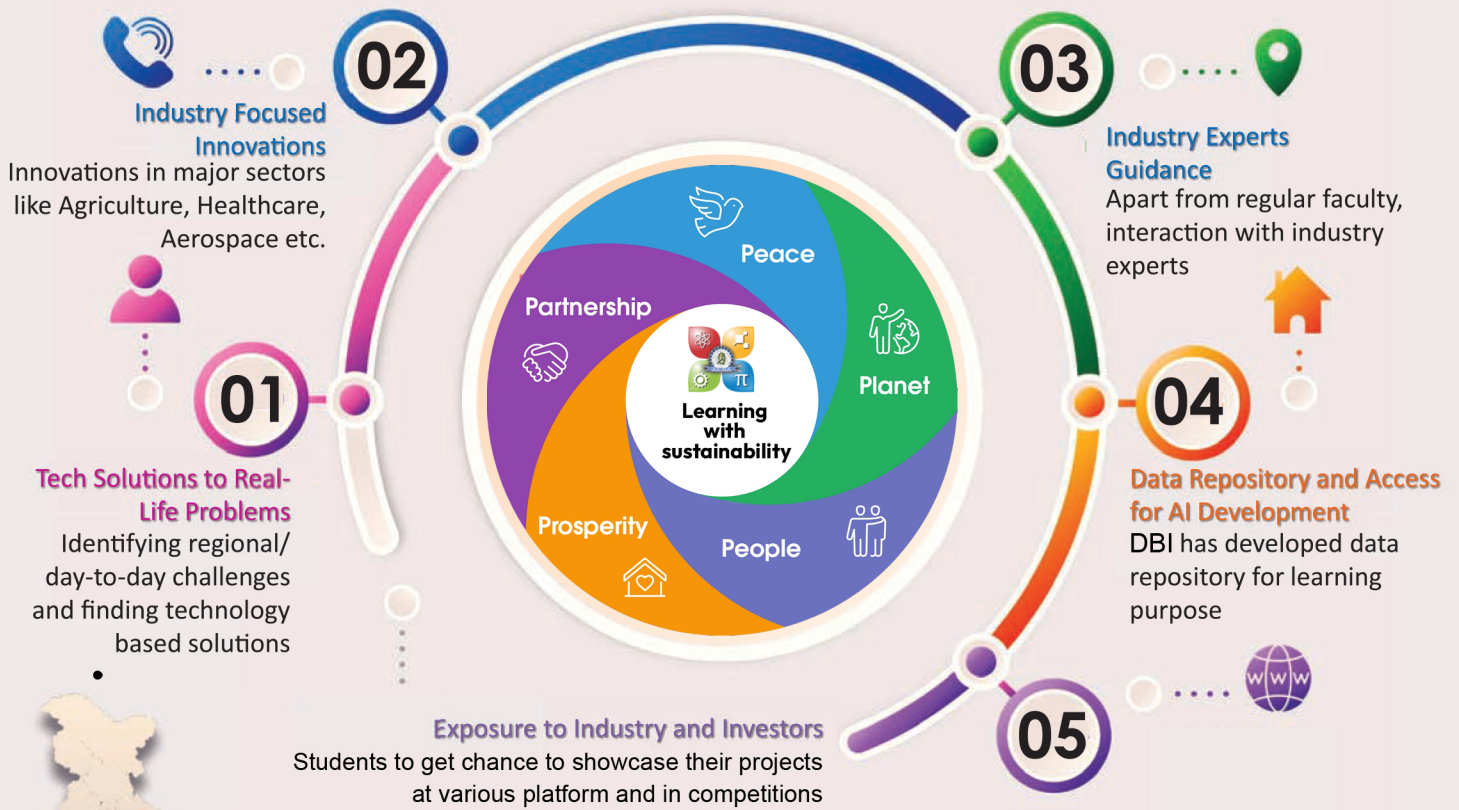 01
Tech Solutions to Real-
Life Problems
Identifying regional/
day-to-day challenges
and finding technology
based solutions
02
Industry Focused
Innovations
Innovations in major sectors
like Agriculture, Healthcare,
Aerospace etc.
03
Industry Experts
Guidance
Apart from regular faculty,
interaction with industry
experts
04
Data Repository and Access
for AI Development
DBI has developed data
repository for learning
purpose
05
Exposure to Industry and Investors
Students to get chance to showcase their projects
at various platform and in competitions
WWW
Peace
Planet
People
Prosperity
Partnership
π
Learning
with
sustainability